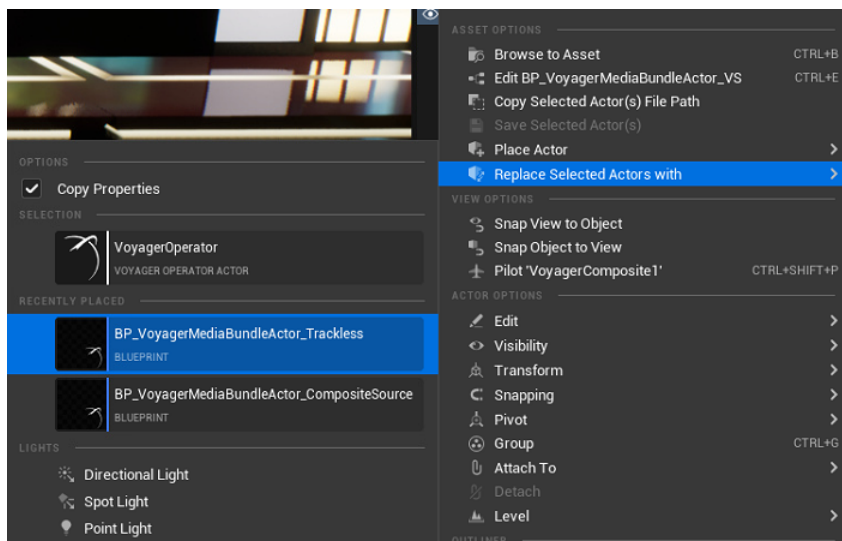 OPTIONS
Copy Properties
SELECTION
VoyagerOperator
VOYAGER OPERATOR ACTOR
RECENTLY PLACED
BP_VoyagerMediaBundleActor_Trackless
BLUEPRINT
BP_VoyagerMediaBundleActor_CompositeSource
BLUEPRINT
LIGHTS
Directional Light
Spot Light
Point Light
ASSET OPTIONS
Browse to Asset CTRL+B
Edit BP_VoyagerMediaBundleActor_VS CTRL+E
Copy Selected Actor(s) File Path
Save Selected Actor(s)
Place Actor
Replace Selected Actors with
VIEW OPTIONS
Snap View to Object
Snap Object to View
Pilot 'VoyagerComposite1' CTRL+SHIFT+P
ACTOR OPTIONS
Edit
Visibility
Transform
Snapping
Pivot
Group CTRL+G
Attach To
Detach
Level
OUTLINER